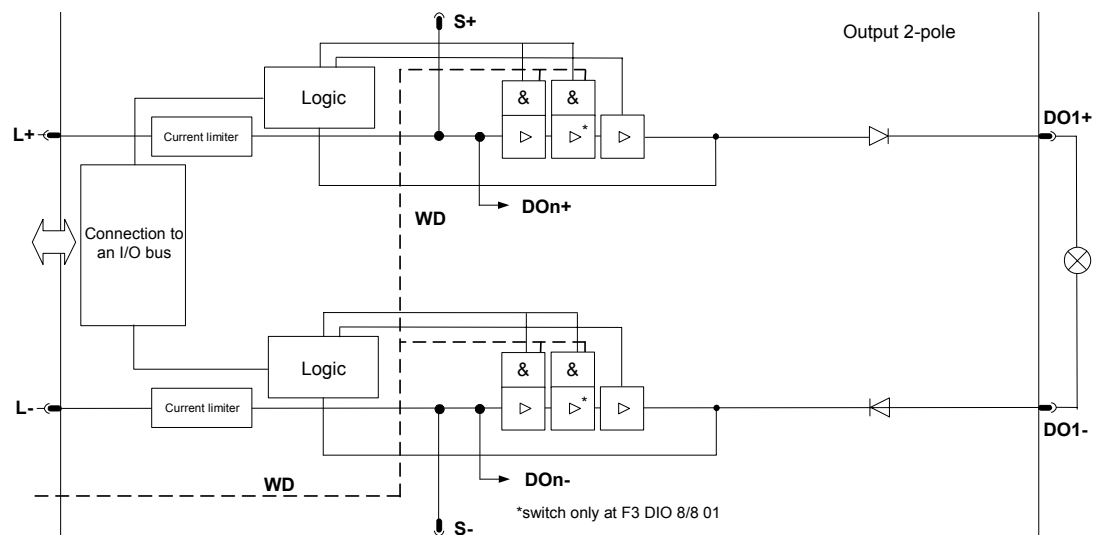 S+
Output 2-pole
Logic
&
&
L+
Current limiter
*
DO1+
DOn+
WD
Connection to
an I/O bus
Logic
&
&
L-
Current limiter
*
DO1-
DOn-
WD
*switch only at F3 DIO 8/8 01
S-